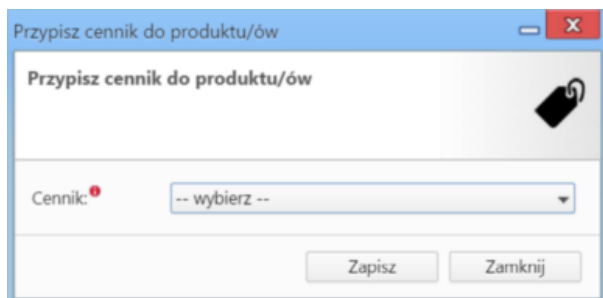 Przypisz cennik do produktu/ów
Przypisz cennik do produktu/ów
Cennik:
-- wybierz --
Zapisz
Zamknij